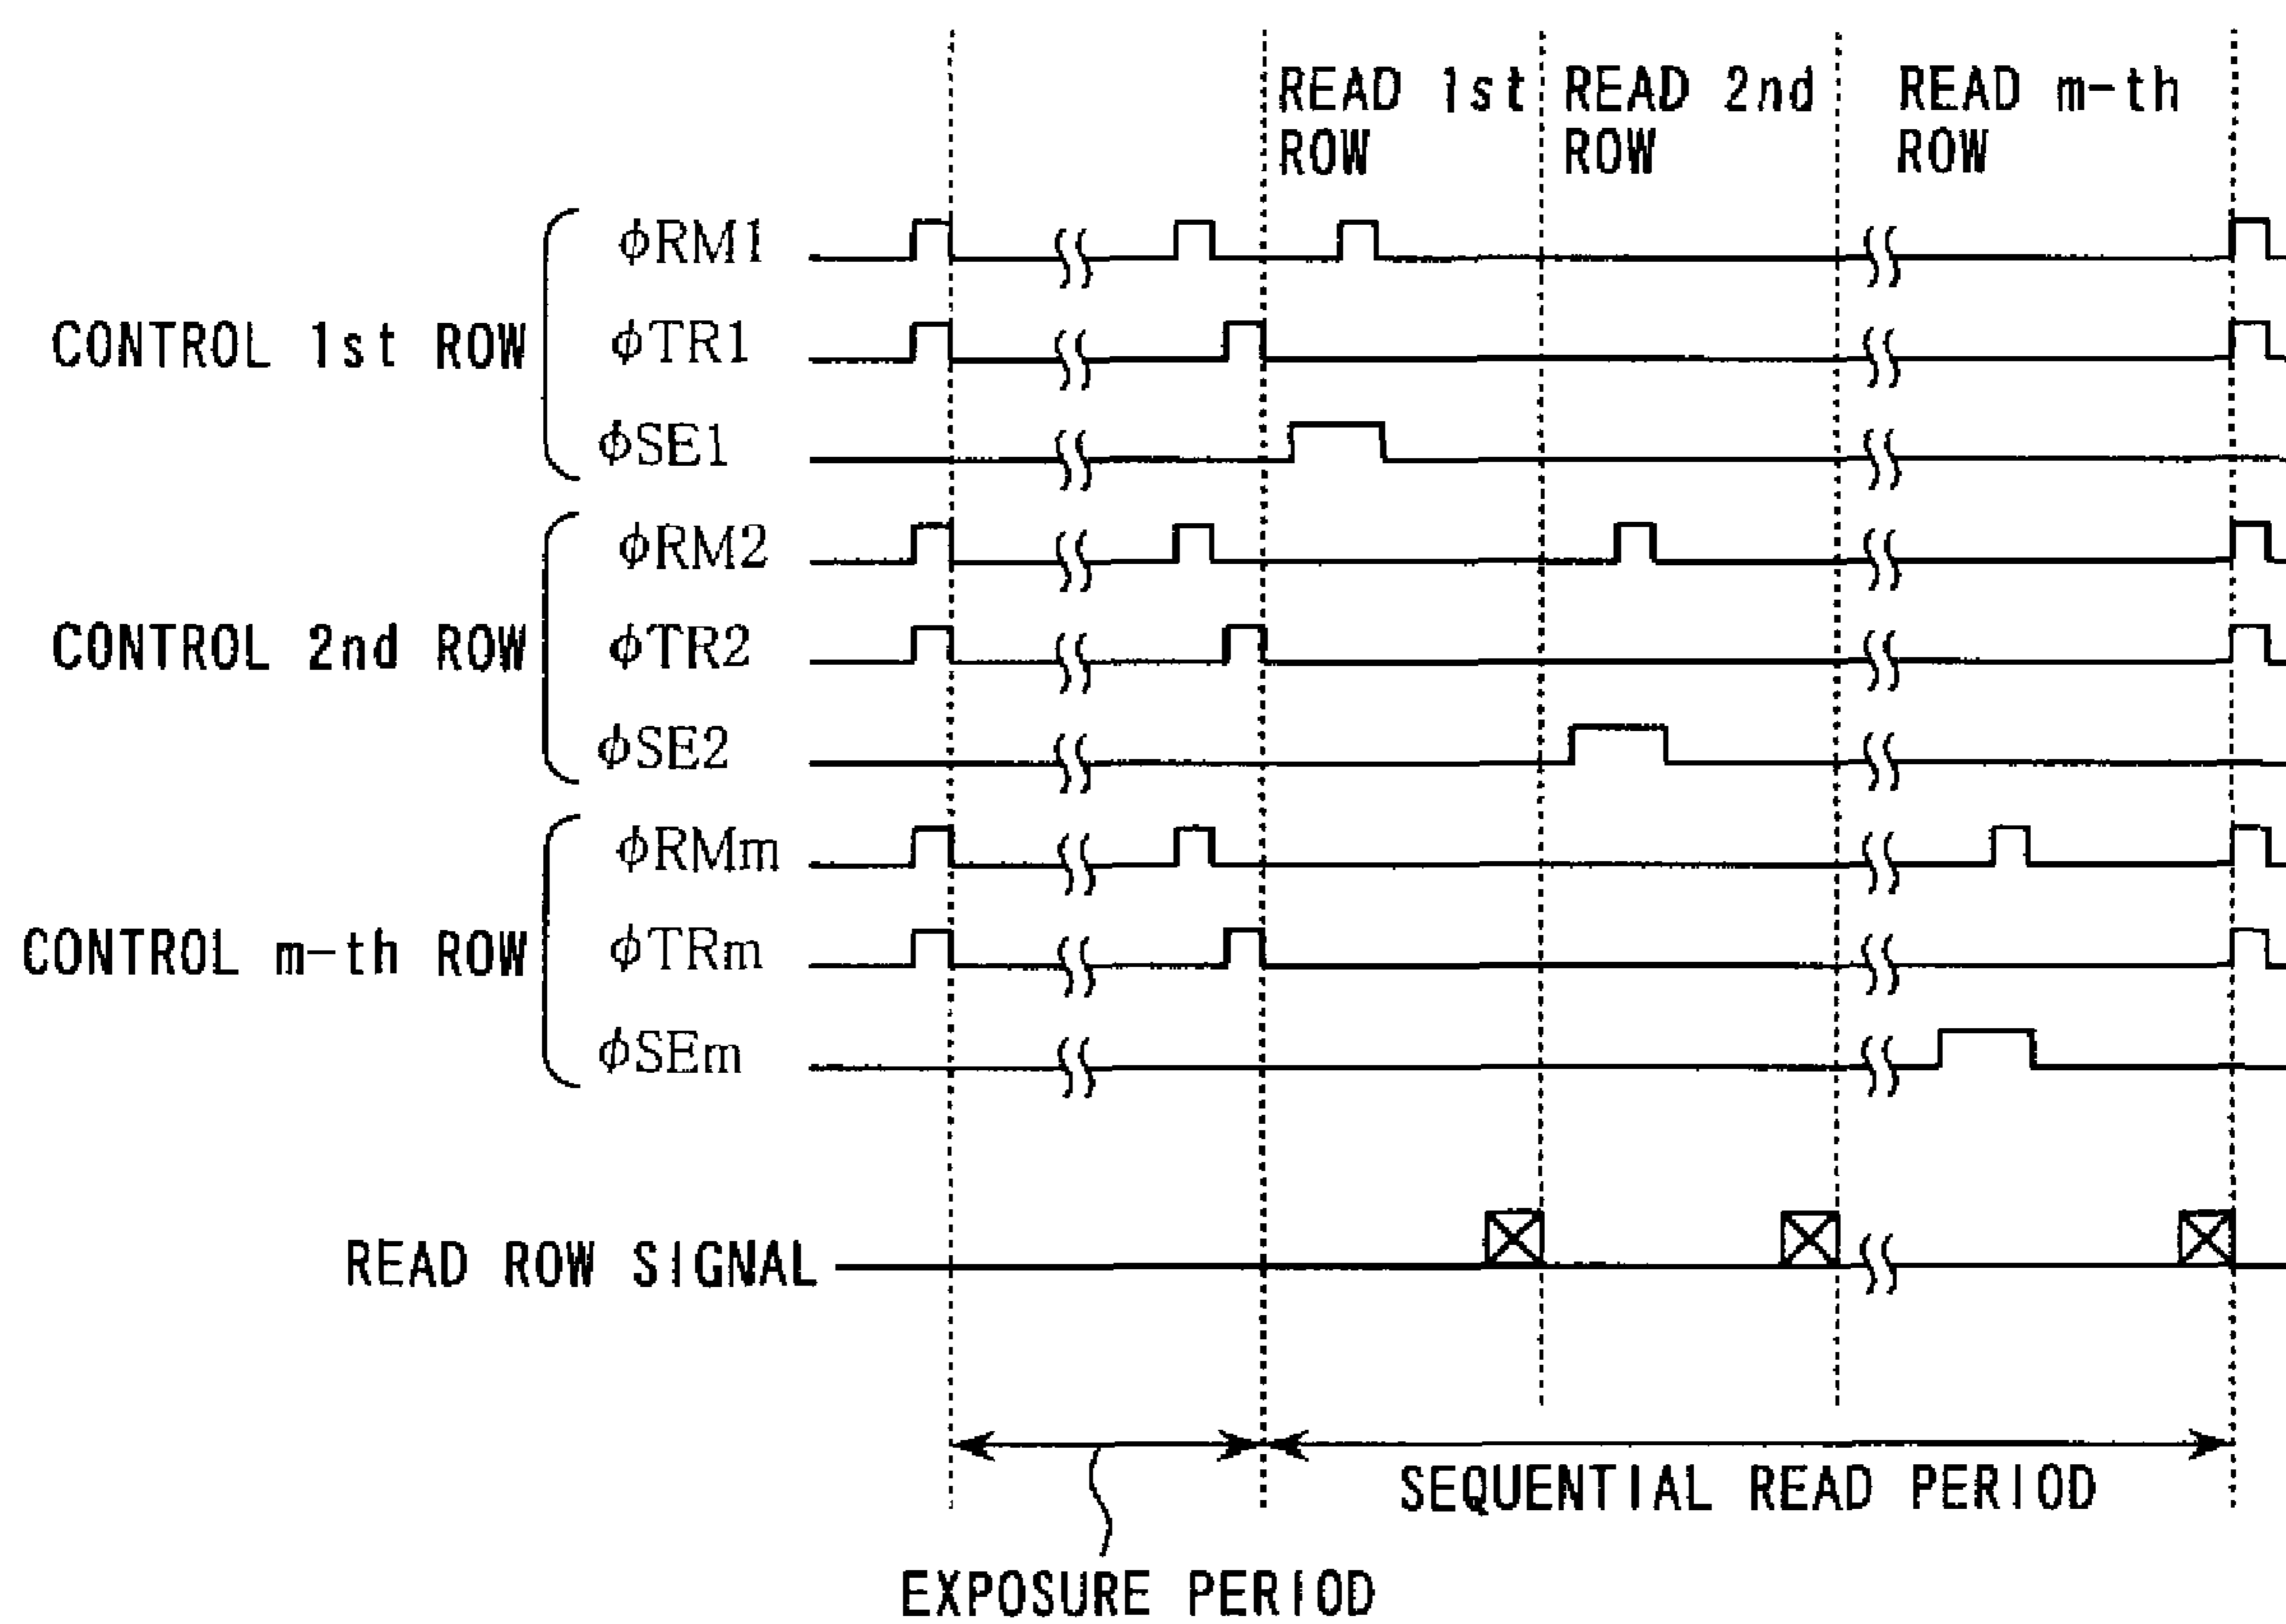 READ 1st READ 2nd READ m-th
ROW ROW ROW
ϕRM1
CONTROL 1st ROW ϕTR1
ϕSE1
ϕRM2
CONTROL 2nd ROW ϕTR2
ϕSE2
ϕRMm
CONTROL m-th ROW ϕTRm
ϕSEm
READ ROW SIGNAL
SEQUENTIAL READ PERIOD
EXPOSURE PERIOD